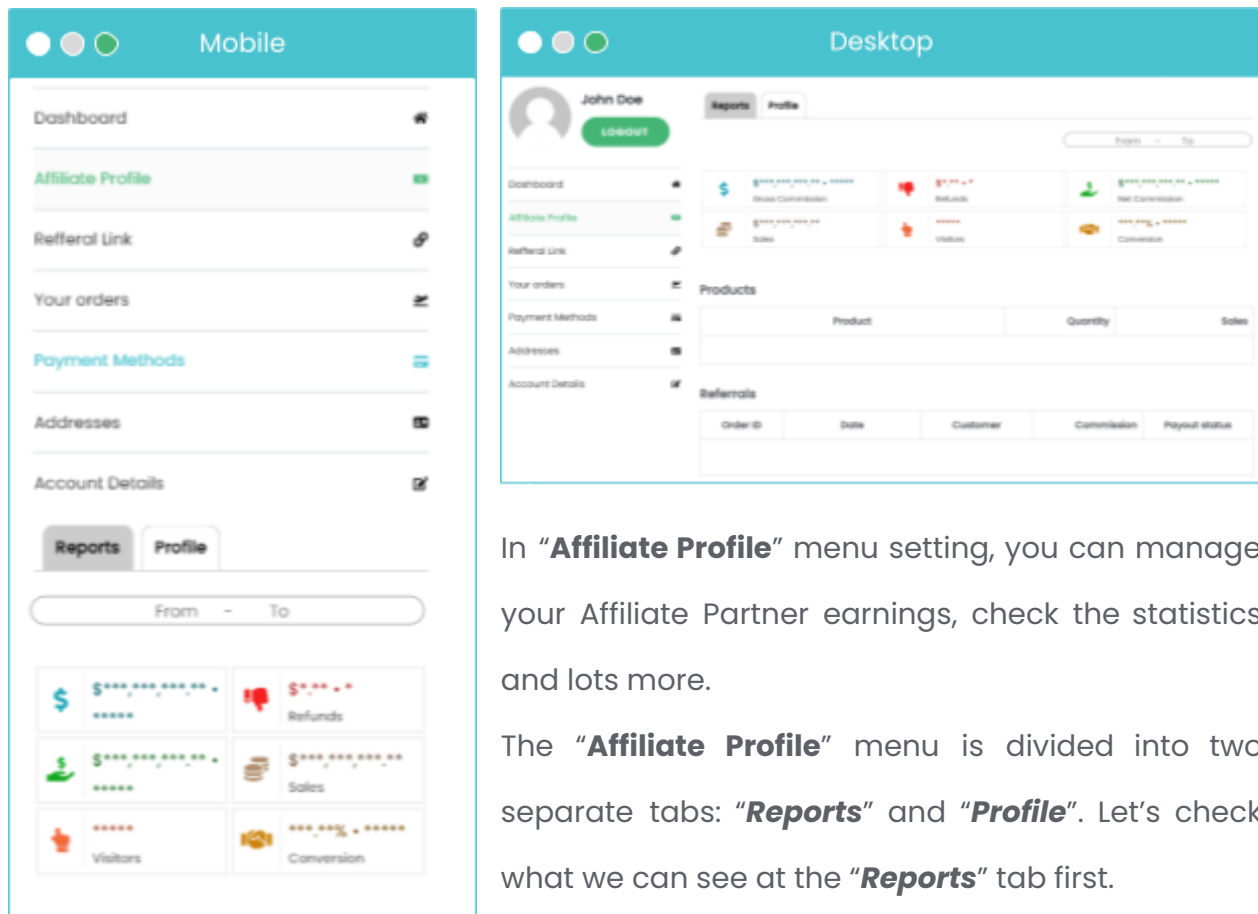 Mobile
Dashboard
Affiliate Profile
Refferal Link
Your orders
Payment Methods
Addresses
Account Details
Reports Profile
From - To
$***,***,***.** •
*****
$*.** • *
Refunds
$***,***,***.** •
*****
$***,***,***.**
Sales
*****
Visitors
***.**% • *****
Conversion
Desktop
John Doe
LOGOUT
Dashboard
Affiliate Profile
Refferal Link
Your orders
Payment Methods
Addresses
Account Details
Reports Profile
From - To
$***,***,***.** • *****
Gross Commission
$*.** • *
Refunds
$***,***,***.** • *****
Net Commission
$***,***,***.**
Sales
*****
Visitors
***.**% • *****
Conversion
Products
Product Quantity Sales
Referrals
Order ID Date Customer Commission Payout status
In “Affiliate Profile” menu setting, you can manage
your Affiliate Partner earnings, check the statistics
and lots more.
The “Affiliate Profile” menu is divided into two
separate tabs: “Reports” and “Profile”. Let’s check
what we can see at the “Reports” tab first.